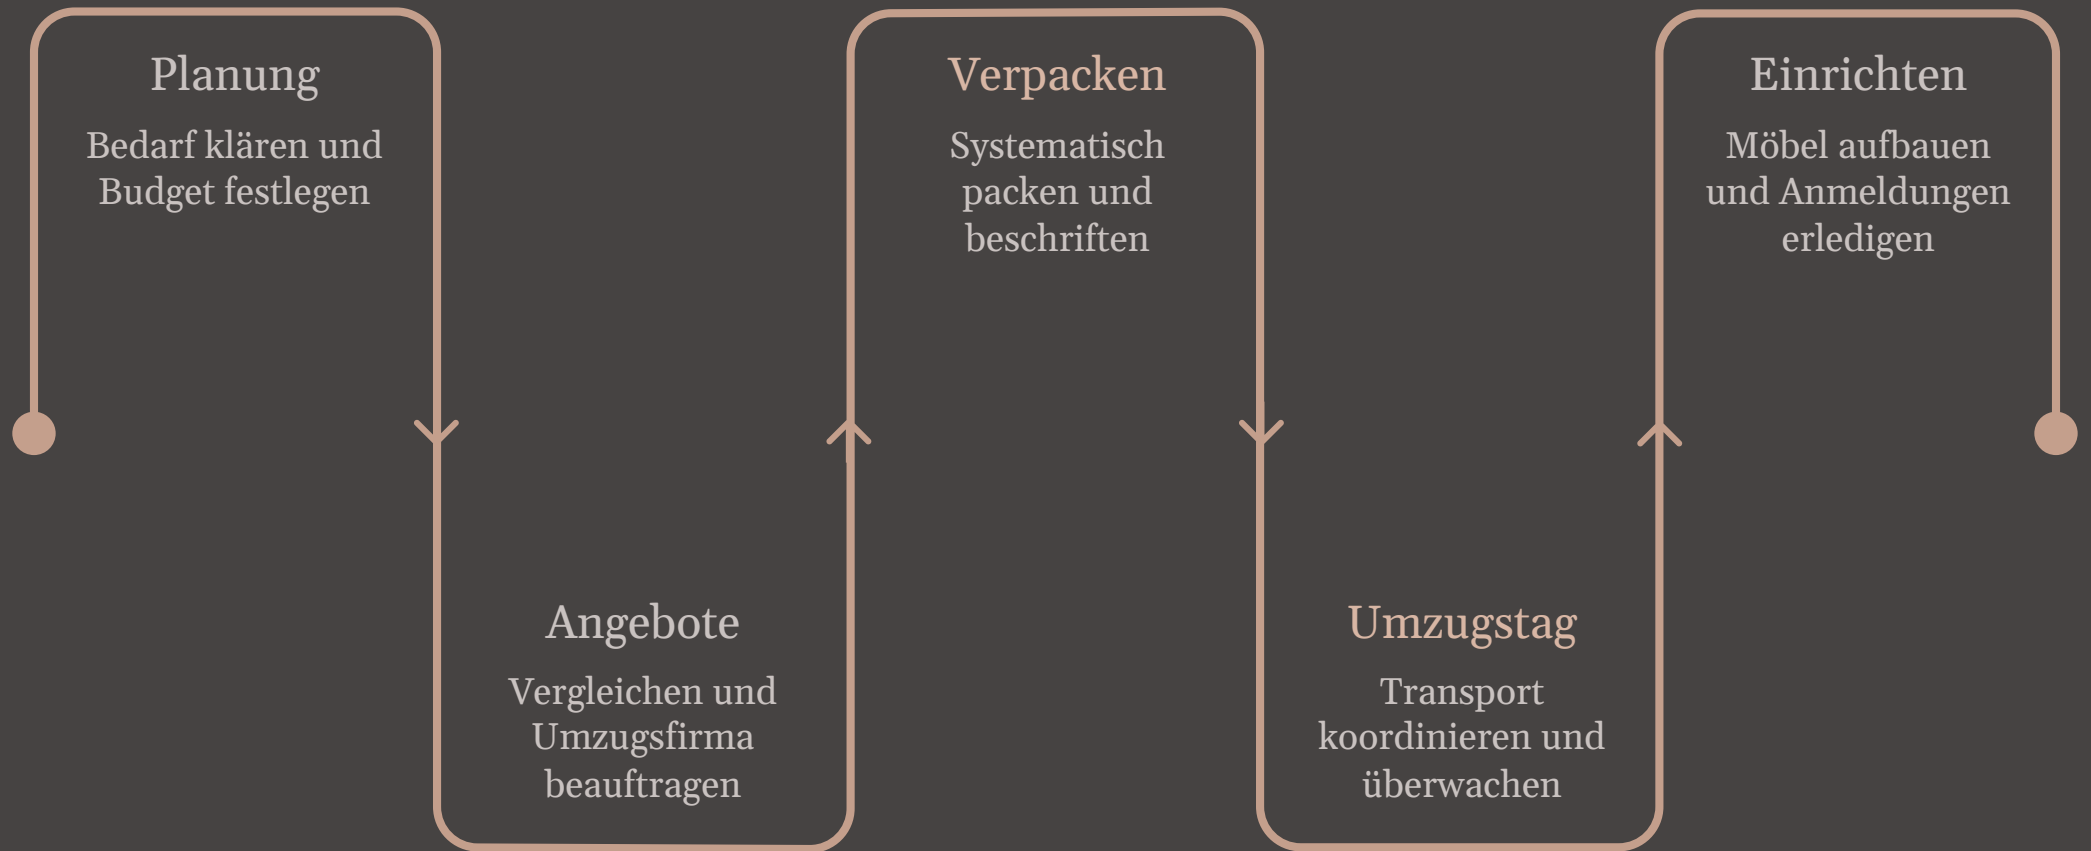 Planung
Bedarf klären und
Budget festlegen
Angebote
Vergleichen und
Umzugsfirma
beauftragen
Verpacken
Systematisch
packen und
beschriften
Umzugstag
Transport
koordinieren und
überwachen
Einrichten
Möbel aufbauen
und Anmeldungen
erledigen